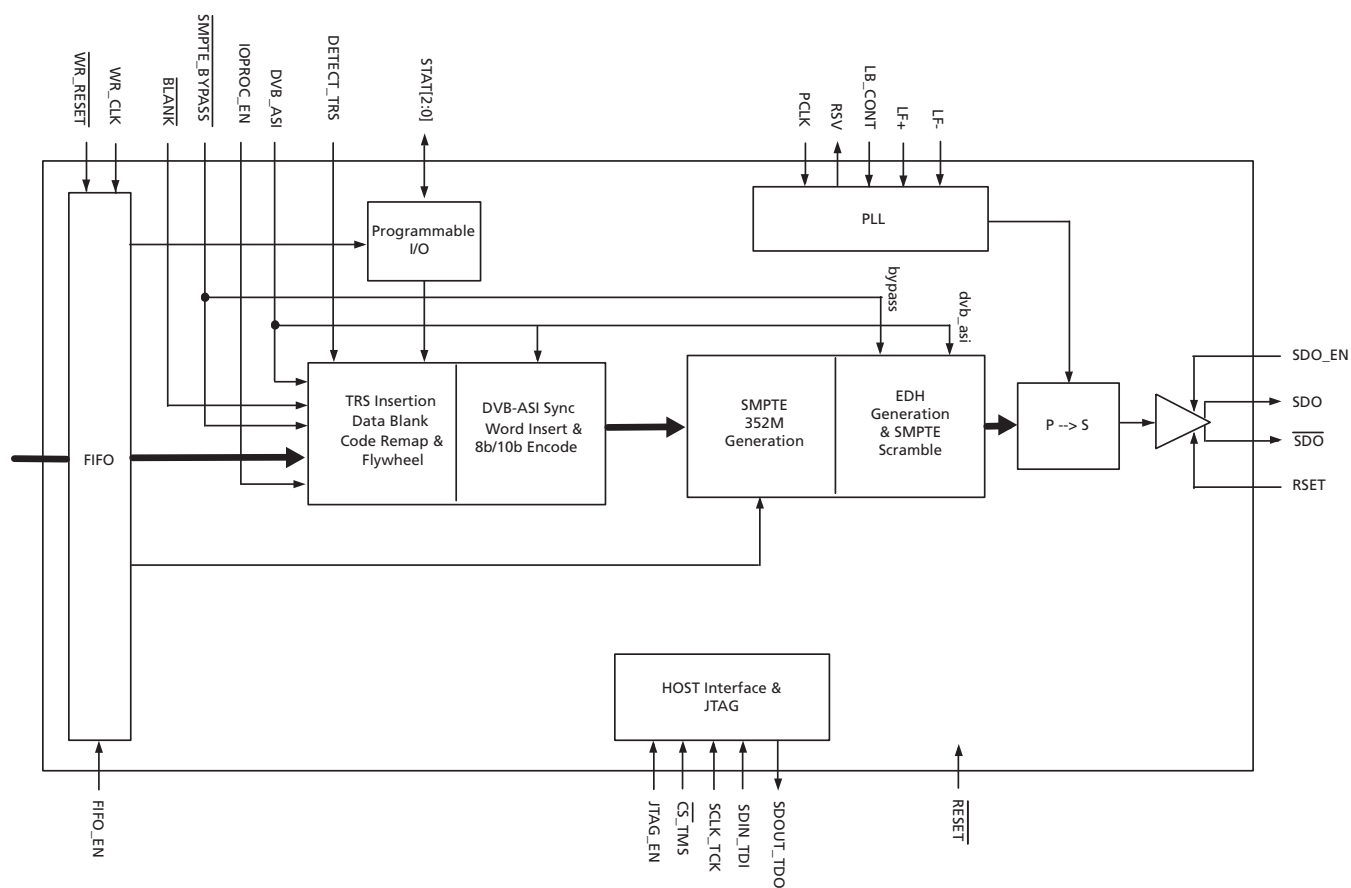 WR_RESET
WR_CLK
BLANK
SMPTE_BYPASS
IOPROC_EN
DVB_ASI
DETECT_TRS
STAT[2:0]
PCLK
RSV
LB_CONT
LF+
LF-
Programmable
I/O
PLL
bypass
dvb_asi
FIFO
TRS Insertion
Data Blank
Code Remap &
Flywheel
DVB-ASI Sync
Word Insert &
8b/10b Encode
SMPTE
352M
Generation
EDH
Generation
& SMPTE
Scramble
P --> S
SDO_EN
SDO
SDO
RSET
HOST Interface &
JTAG
FIFO_EN
JTAG_EN
CS_TMS
SCLK_TCK
SDIN_TDI
SDOUT_TDO
RESET